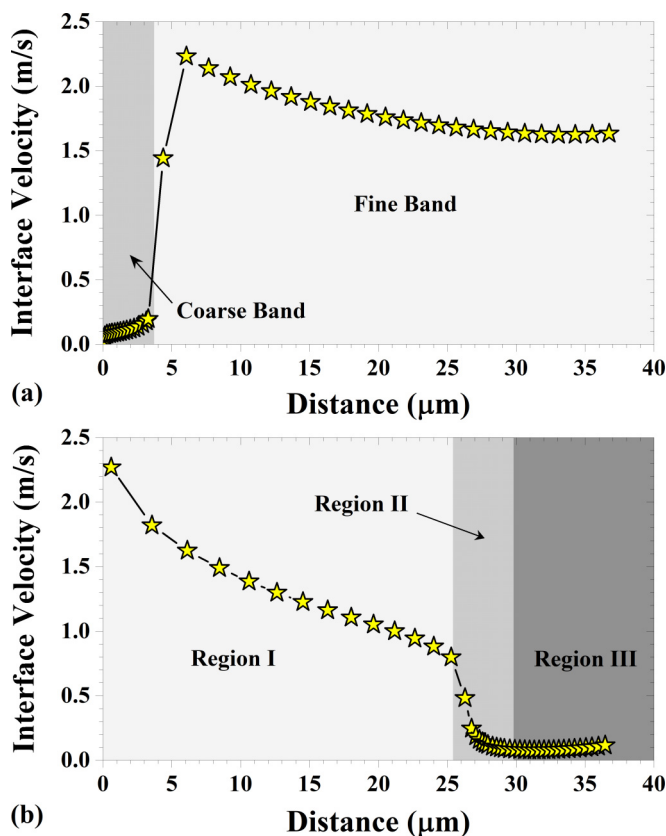 2.5
2.0
1.5
1.0
0.5
0.0
Interface Velocity (m/s)
Fine Band
Coarse Band
0 5 10 15 20 25 30 35 40
(a)
Distance (μm)
2.5
2.0
1.5
1.0
0.5
0.0
Interface Velocity (m/s)
Region II
Region I
Region III
0 5 10 15 20 25 30 35 40
(b)
Distance (μm)